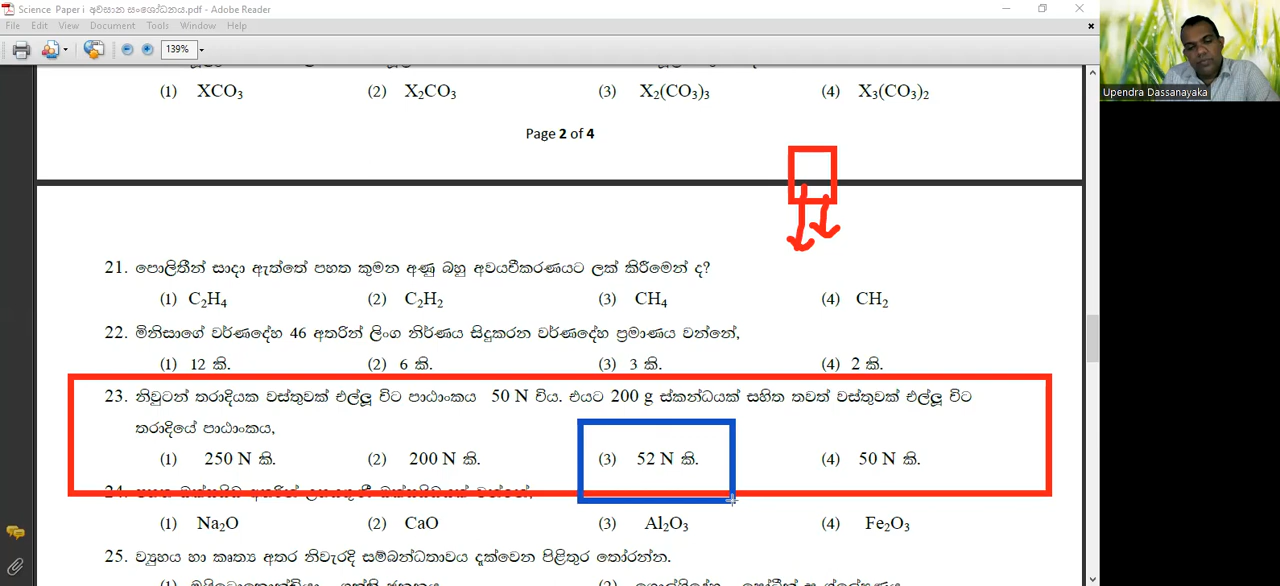 Science Paper i අවසාන සංශෝධනය.pdf - Adobe Reader
File Edit View Document Tools Window Help
139%
Upendra Dassanayaka
(1) XCO₃ (2) X₂CO₃ (3) X₂(CO₃)₃ (4) X₃(CO₃)₂
Page 2 of 4
21. පොලිතීන් සාදා ඇත්තේ පහත කුමන අණු බහු අවයවීකරණයට ලක් කිරීමෙන් ද?
(1) C₂H₄ (2) C₂H₂ (3) CH₄ (4) CH₂
22. මිනිසාගේ වර්ණදේහ 46 අතරින් ලිංග නිර්ණය සිදුකරන වර්ණදේහ ප්‍රමාණය වන්නේ,
(1) 12 කි. (2) 6 කි. (3) 3 කි. (4) 2 කි.
23. නිව්ටන් තරාදියක වස්තුවක් එල්ලූ විට පාඨාංකය 50 N විය. එයට 200 g ස්කන්ධයක් සහිත තවත් වස්තුවක් එල්ලූ විට
තරාදියේ පාඨාංකය,
(1) 250 N කි. (2) 200 N කි. (3) 52 N කි. (4) 50 N කි.
24.
(1) Na₂O (2) CaO (3) Al₂O₃ (4) Fe₂O₃
25. ව්‍යුහය හා කෘත්‍ය අතර නිවැරදි සම්බන්ධතාවය දැක්වෙන පිළිතුර තෝරන්න.